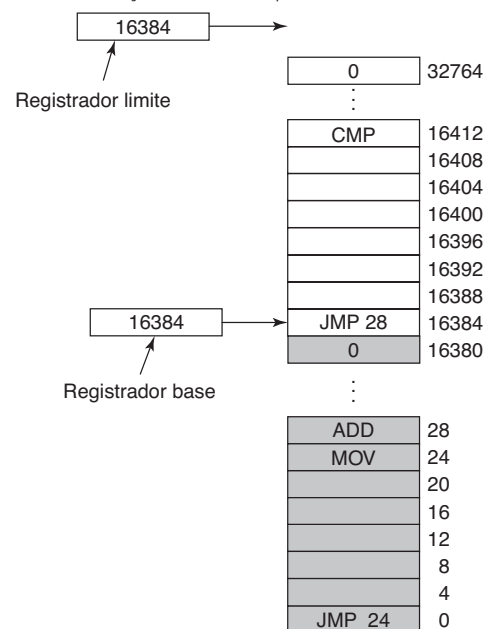 16384
Registrador limite
0 32764
CMP 16412
16408
16404
16400
16396
16392
16388
16384 JMP 28 16384
0 16380
Registrador base
ADD 28
MOV 24
20
16
12
8
4
JMP 24 0